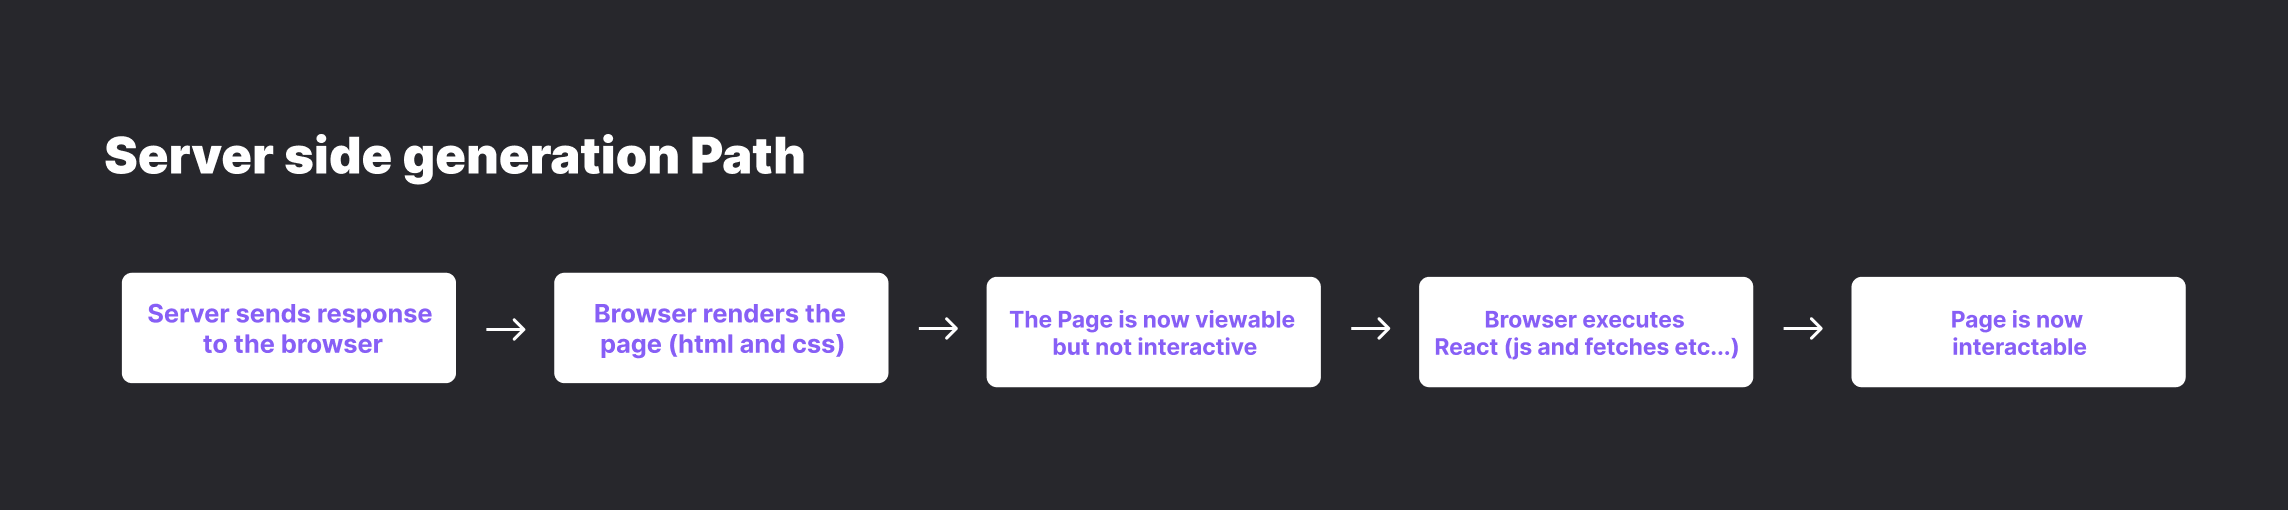 Server side generation Path
Server sends response
to the browser
Browser renders the
page (html and css)
The Page is now viewable
but not interactive
Browser executes
React (js and fetches etc...)
Page is now
interactable